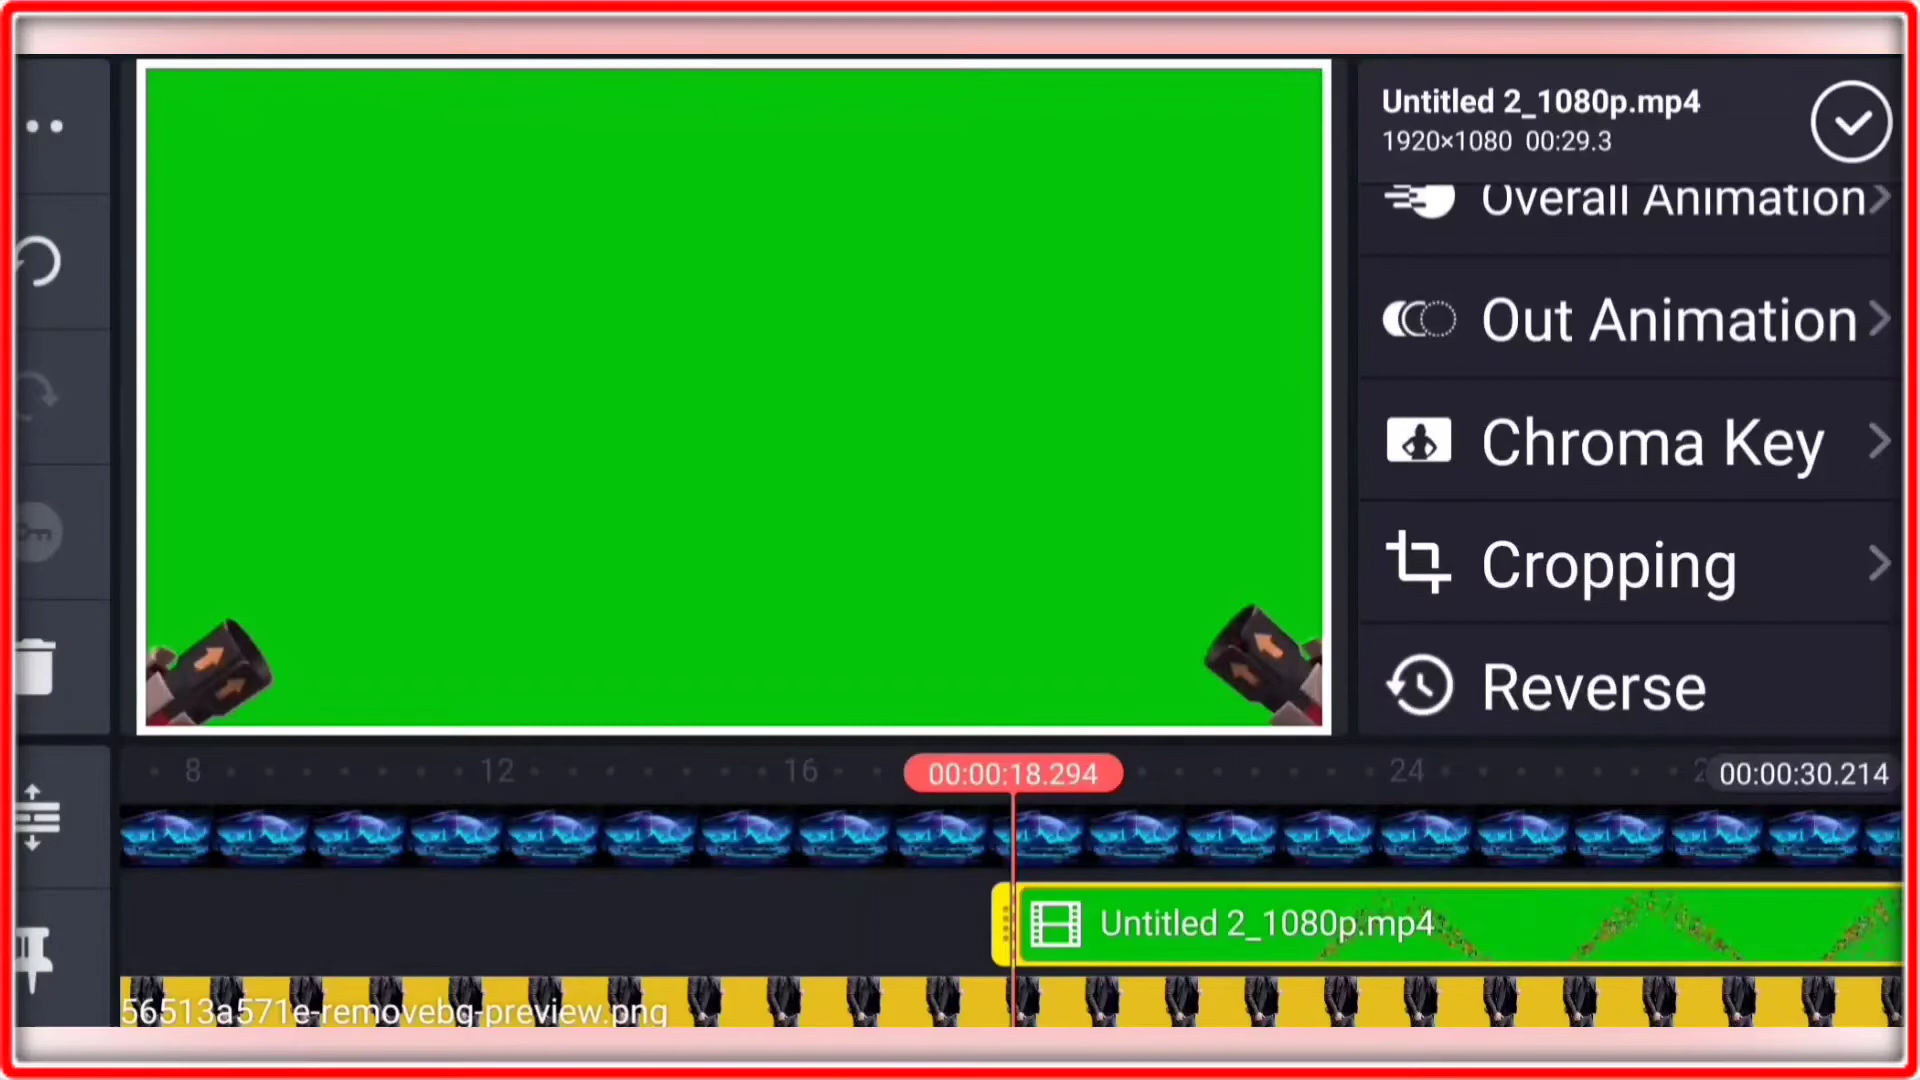 Untitled 2_1080p.mp4
1920×1080 00:29.3
Overall Animation
Out Animation
Chroma Key
Cropping
Reverse
8 12 16 00:00:18.294 24 00:00:30.214
Untitled 2_1080p.mp4
56513a571e-removebg-preview.png